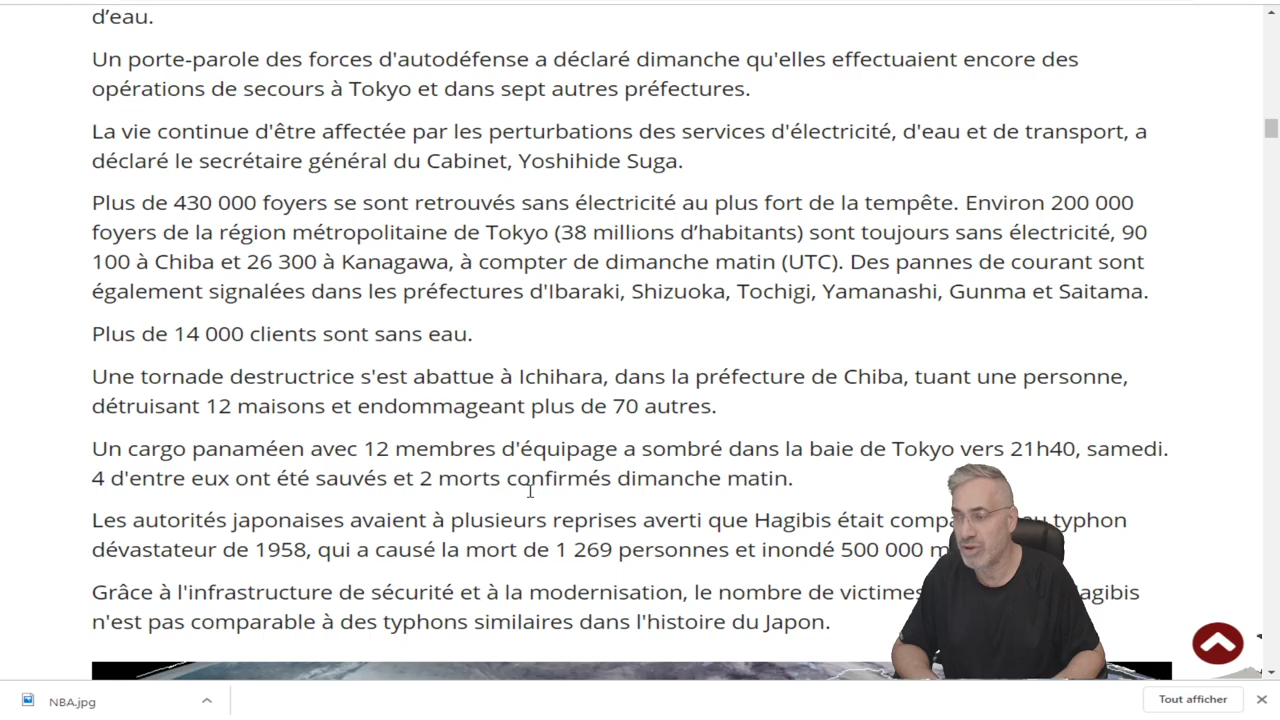 d'eau.
Un porte-parole des forces d'autodéfense a déclaré dimanche qu'elles effectuaient encore des
opérations de secours à Tokyo et dans sept autres préfectures.
La vie continue d'être affectée par les perturbations des services d'électricité, d'eau et de transport, a
déclaré le secrétaire général du Cabinet, Yoshihide Suga.
Plus de 430 000 foyers se sont retrouvés sans électricité au plus fort de la tempête. Environ 200 000
foyers de la région métropolitaine de Tokyo (38 millions d’habitants) sont toujours sans électricité, 90
100 à Chiba et 26 300 à Kanagawa, à compter de dimanche matin (UTC). Des pannes de courant sont
également signalées dans les préfectures d'Ibaraki, Shizuoka, Tochigi, Yamanashi, Gunma et Saitama.
Plus de 14 000 clients sont sans eau.
Une tornade destructrice s'est abattue à Ichihara, dans la préfecture de Chiba, tuant une personne,
détruisant 12 maisons et endommageant plus de 70 autres.
Un cargo panaméen avec 12 membres d'équipage a sombré dans la baie de Tokyo vers 21h40, samedi.
4 d'entre eux ont été sauvés et 2 morts confirmés dimanche matin.
Les autorités japonaises avaient à plusieurs reprises averti que Hagibis était typhon
dévastateur de 1958, qui a causé la mort de 1 269 personnes et inondé 500 000
Grâce à l'infrastructure de sécurité et à la modernisation, le nombre de victimes
n'est pas comparable à des typhons similaires dans l'histoire du Japon.
NBA.jpg
Tout afficher